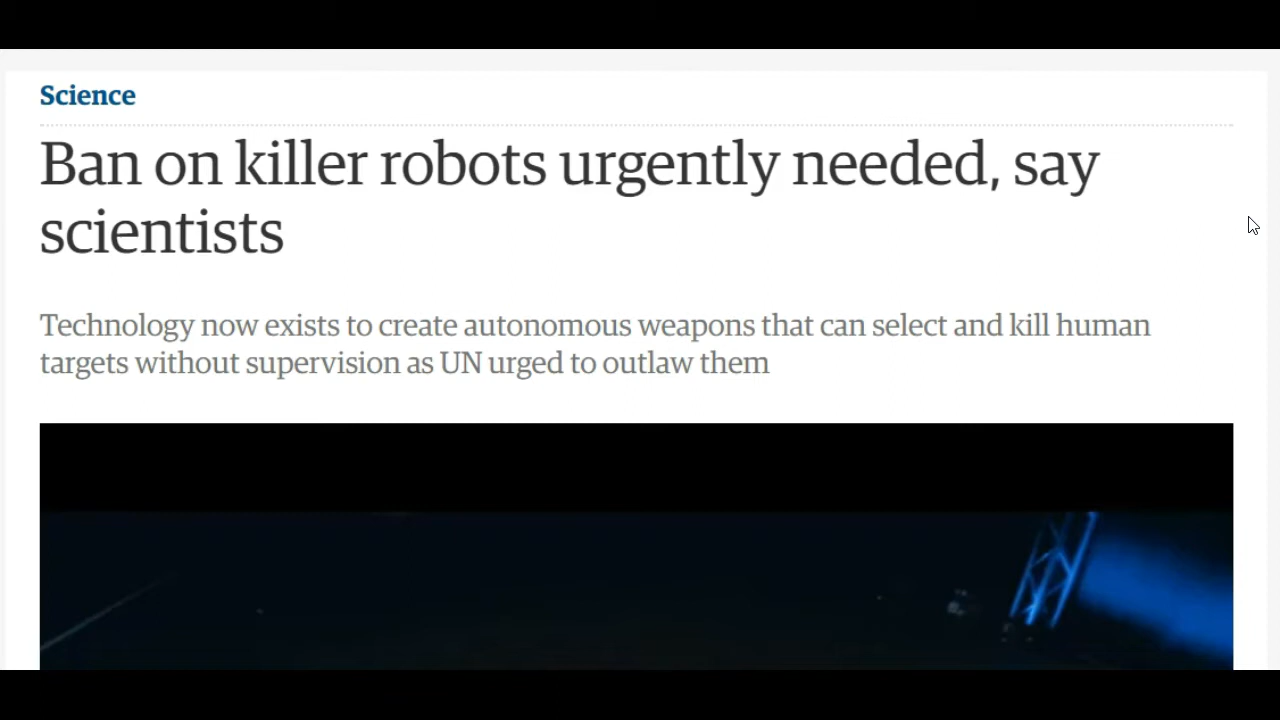 Science
Ban on killer robots urgently needed, say
scientists
Technology now exists to create autonomous weapons that can select and kill human
targets without supervision as UN urged to outlaw them